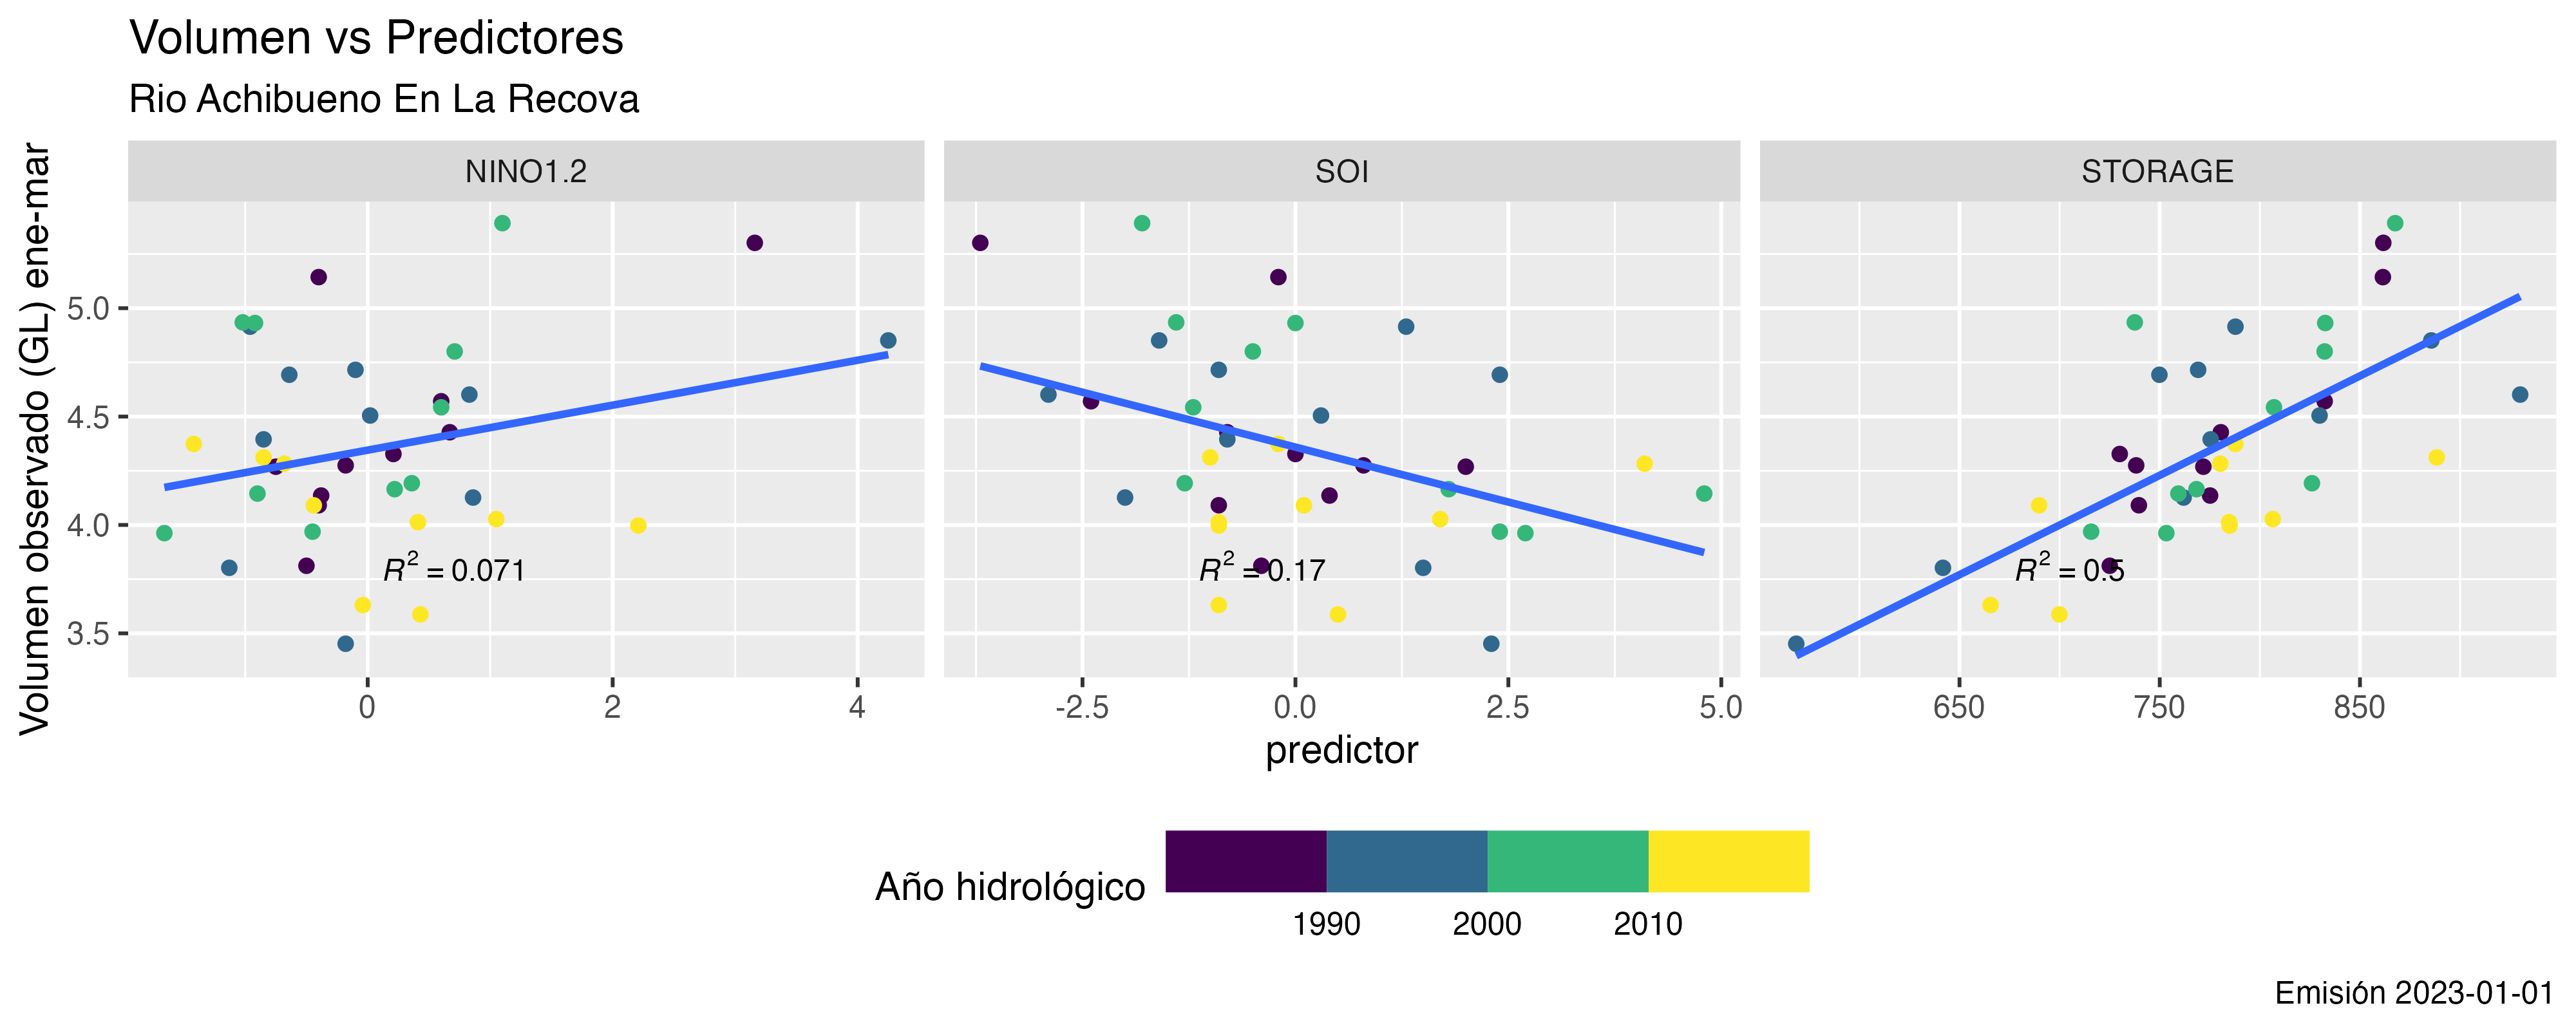 Volumen vs Predictores
Rio Achibueno En La Recova
NINO1.2 SOI STORAGE
Volumen observado (GL) ene-mar
5.0
4.5
4.0
3.5
R² = 0.071 R² = 0.17 R² = 0.5
0 2 4 -2.5 0.0 2.5 5.0 650 750 850
predictor
Año hidrológico
1990 2000 2010
Emisión 2023-01-01